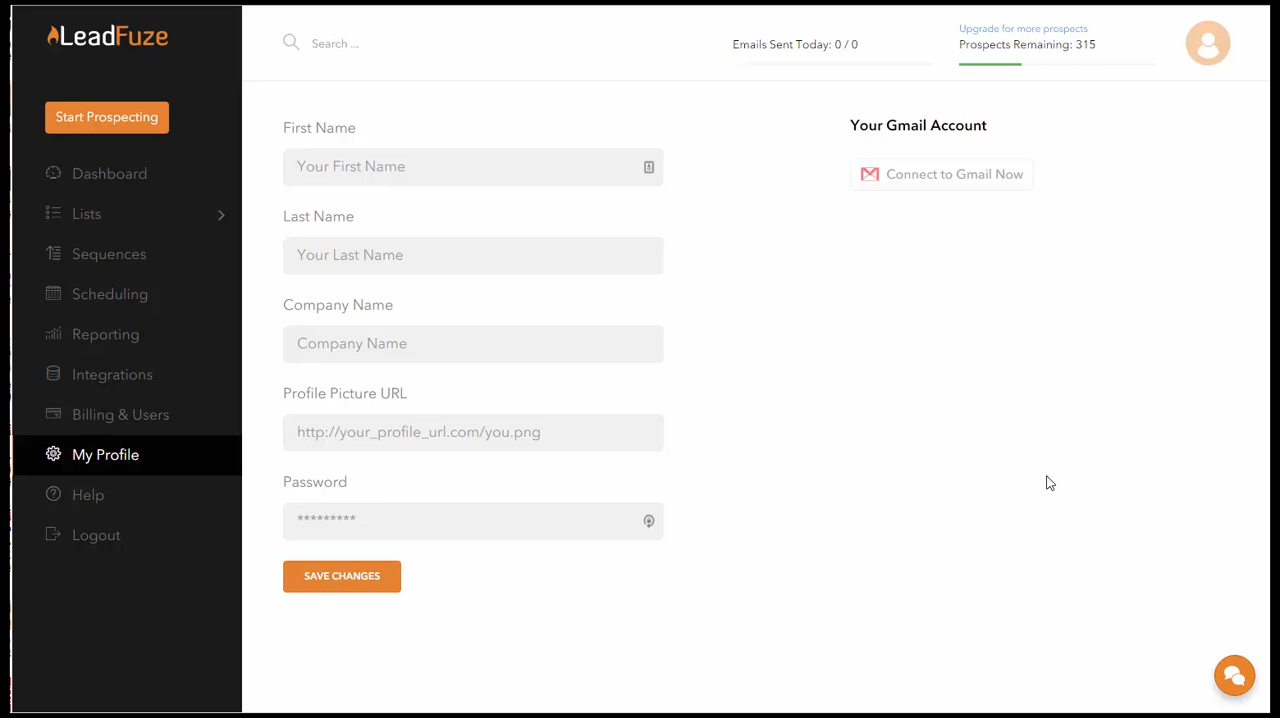 LeadFuze
Start Prospecting
Dashboard
Lists
Sequences
Scheduling
Reporting
Integrations
Billing & Users
My Profile
Help
Logout
Search ...
Emails Sent Today: 0 / 0
Upgrade for more prospects
Prospects Remaining: 315
First Name
Your First Name
Last Name
Your Last Name
Company Name
Company Name
Profile Picture URL
http://your_profile_url.com/you.png
Password
*********
SAVE CHANGES
Your Gmail Account
Connect to Gmail Now